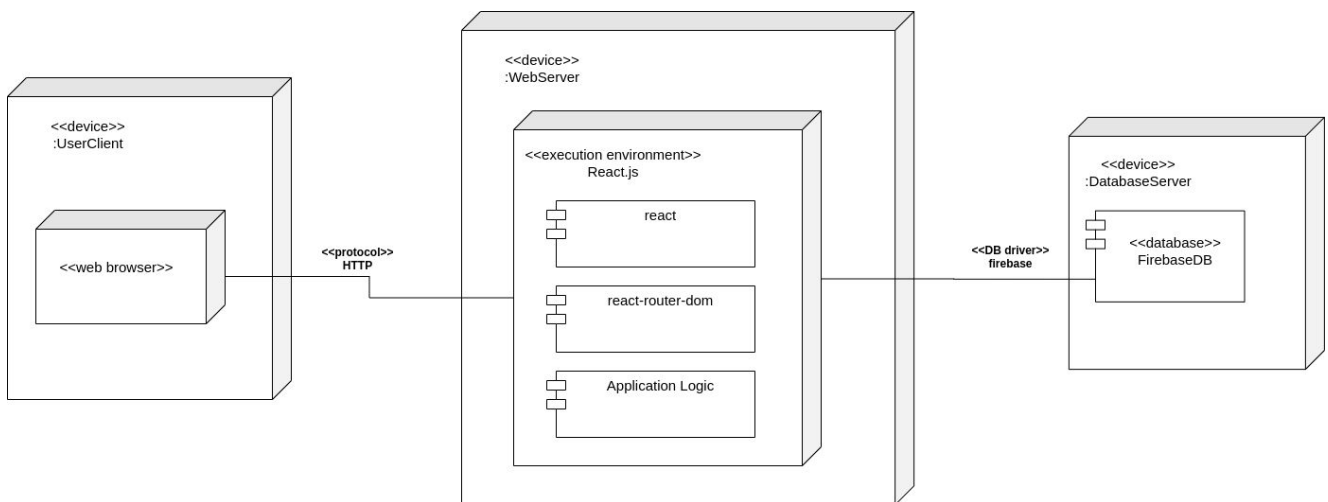 <<device>>
:UserClient
<<web browser>>
<<protocol>>
HTTP
<<device>>
:WebServer
<<execution environment>>
React.js
react
react-router-dom
Application Logic
<<DB driver>>
firebase
<<device>>
:DatabaseServer
<<database>>
FirebaseDB